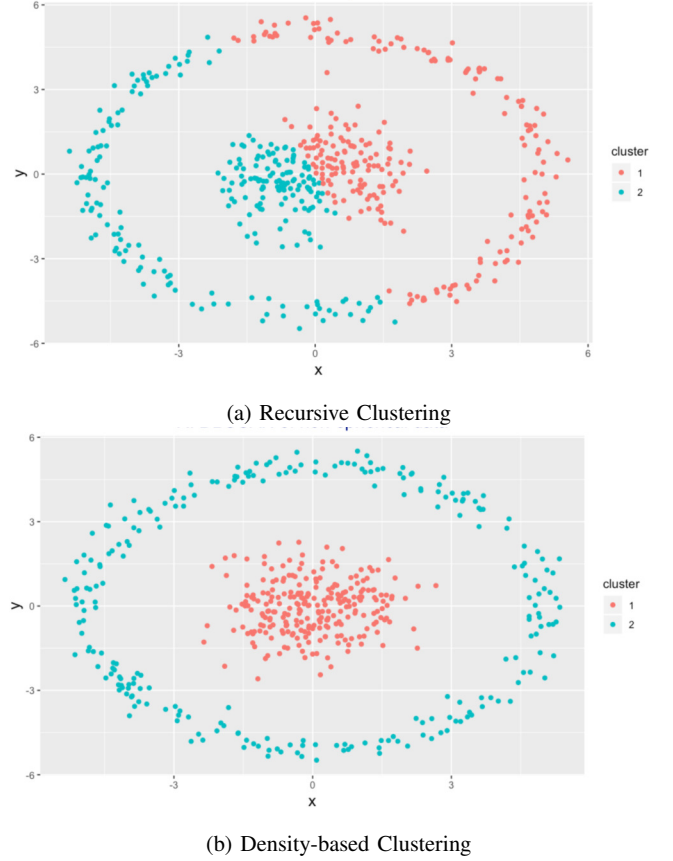 6
3
y
0
-3
-6
-3 0 3 6
x
cluster
1
2
(a) Recursive Clustering
6
3
y
0
-3
-6
-3 0 3
x
cluster
1
2
(b) Density-based Clustering